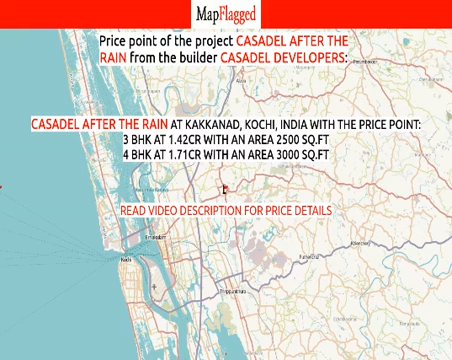 MapFlagged
Price point of the project CASADEL AFTER THE
RAIN from the builder CASADEL DEVELOPERS:
CASADEL AFTER THE RAIN AT KAKKANAD, KOCHI, INDIA WITH THE PRICE POINT:
3 BHK AT 1.42CR WITH AN AREA 2500 SQ.FT
4 BHK AT 1.71CR WITH AN AREA 3000 SQ.FT
READ VIDEO DESCRIPTION FOR PRICE DETAILS
Ernakulam
Kochi